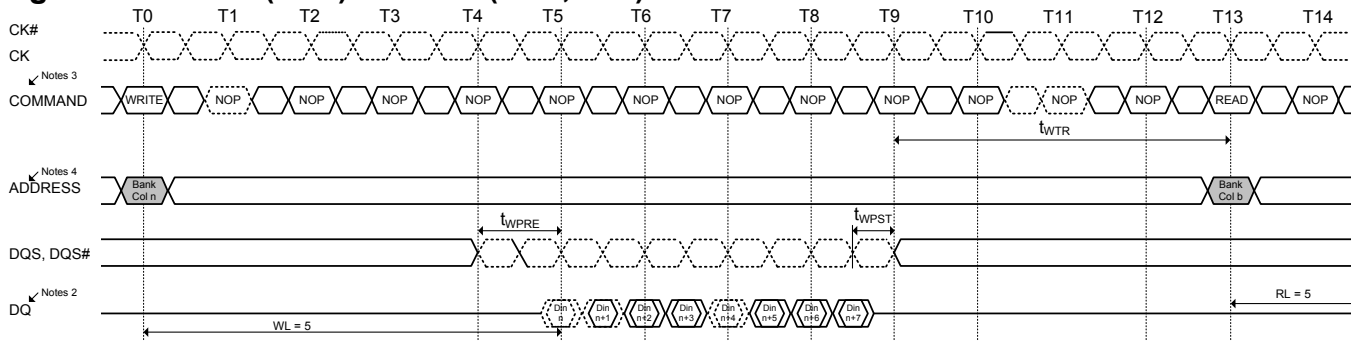 T0 T1 T2 T3 T4 T5 T6 T7 T8 T9 T10 T11 T12 T13 T14
CK#
CK
Notes 3
COMMAND WRITE NOP NOP NOP NOP NOP NOP NOP NOP NOP NOP NOP NOP READ NOP
tWTR
Notes 4
ADDRESS Bank Col n Bank Col b
tWPRE tWPST
DQS, DQS#
Notes 2
DQ Din n Din n+1 Din n+2 Din n+3 Din n+4 Din n+5 Din n+6 Din n+7
RL = 5
WL = 5